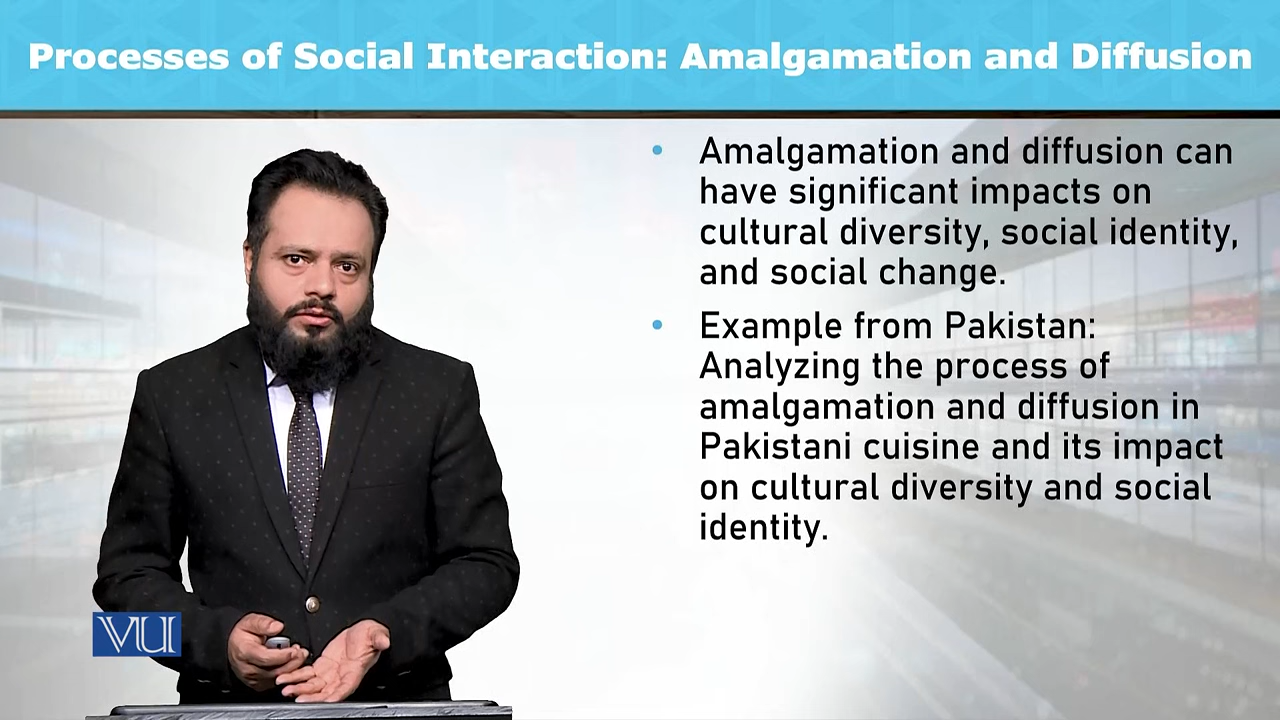 Processes of Social Interaction: Amalgamation and Diffusion
• Amalgamation and diffusion can
have significant impacts on
cultural diversity, social identity,
and social change.
• Example from Pakistan:
Analyzing the process of
amalgamation and diffusion in
Pakistani cuisine and its impact
on cultural diversity and social
identity.
VU